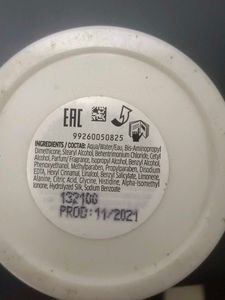 EAC
99260050825
INGREDIENTS / СОСТАВ: Aqua/Water/Eau, Bis-Aminopropyl
Dimethicone, Stearyl Alcohol, Behentrimonium Chloride, Cetyl
Alcohol, Parfum/Fragrance, Isopropyl Alcohol, Benzyl Alcohol,
Phenoxyethanol, Methylparaben, Propylparaben, Disodium
EDTA, Hexyl Cinnamal, Linalool, Benzyl Salicylate, Limonene,
Alanine, Citric Acid, Glycine, Histidine, Alpha-Isomethyl
Ionone, Hydrolyzed Silk, Sodium Benzoate
PROD:11/2021